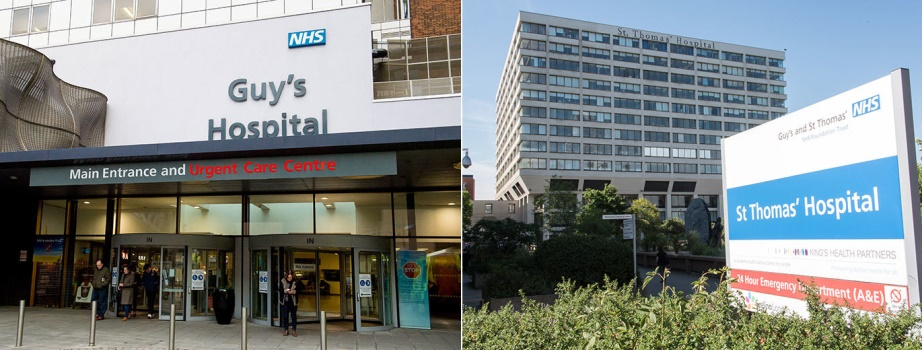 NHS
Guy's
Hospital
Main Entrance and Urgent Care Centre
IN
IN
STOP
St. Thomas' Hospital
NHS
Guy's and St Thomas'
NHS Foundation Trust
St Thomas' Hospital
KING'S HEALTH PARTNERS
24 Hour Emergency Department (A&E)